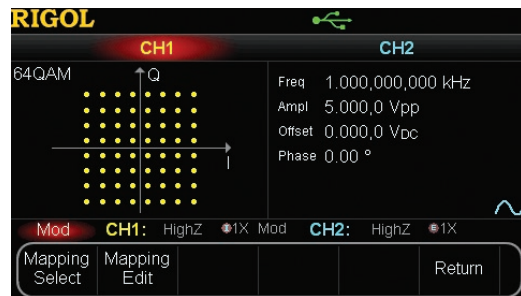 RIGOL
CH1 CH2
64QAM Q
I
Freq 1.000,000,000 kHz
Ampl 5.000,0 Vpp
Offset 0.000,0 VDC
Phase 0.00 °
Mod CH1: HighZ 1X Mod CH2: HighZ 1X
Mapping Select
Mapping Edit
Return